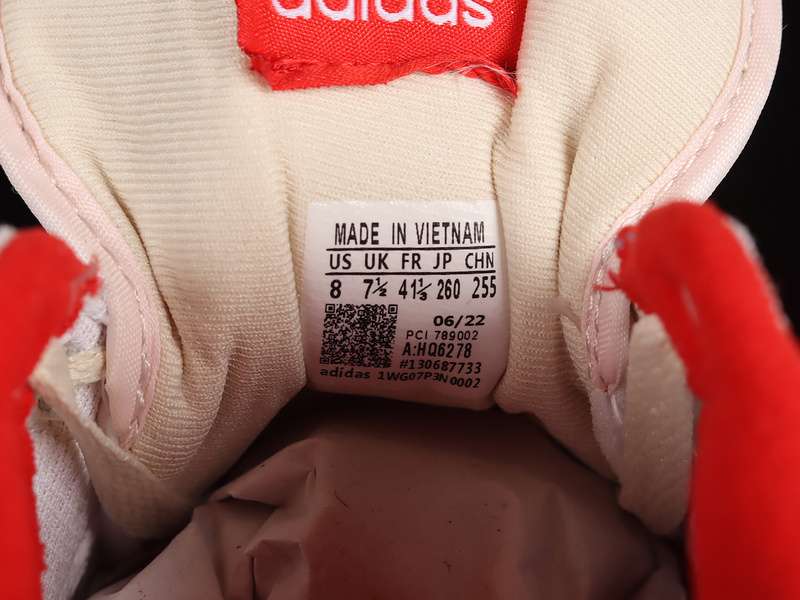 adidas
MADE IN VIETNAM
US UK FR JP CHN
8 7½ 41⅓ 260 255
06/22
PCI 789002
A:HQ6278
#130687733
adidas 1WG07P3N0002